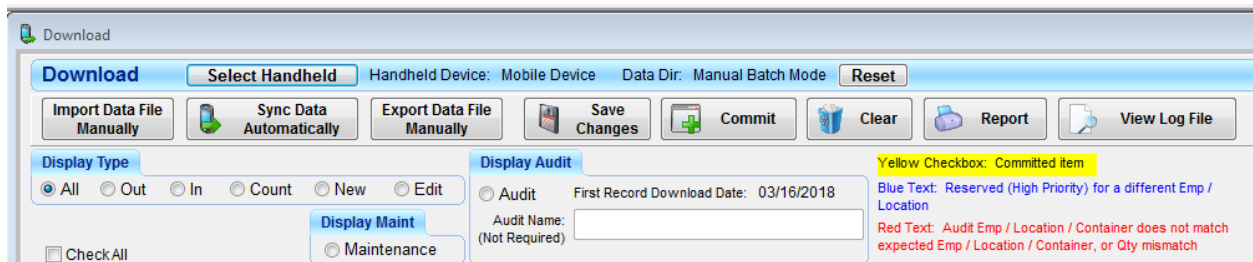 Download
Download Select Handheld Handheld Device: Mobile Device Data Dir: Manual Batch Mode Reset
Import Data File Manually
Sync Data Automatically
Export Data File Manually
Save Changes
Commit
Clear
Report
View Log File
Display Type
All Out In Count New Edit
Display Maint
Maintenance
Check All
Display Audit
Audit First Record Download Date: 03/16/2018
Audit Name:
(Not Required)
Yellow Checkbox: Committed item
Blue Text: Reserved (High Priority) for a different Emp /
Location
Red Text: Audit Emp / Location / Container does not match
expected Emp / Location / Container, or Qty mismatch